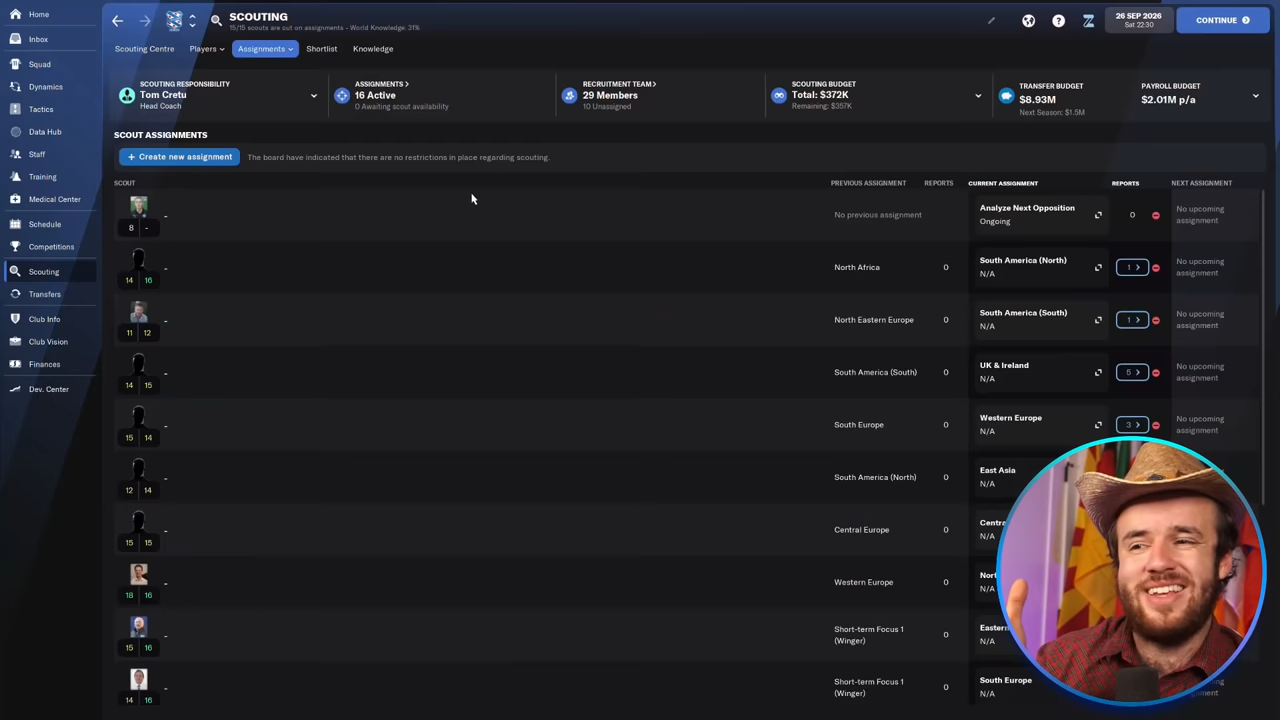 Home
Inbox
Squad
Dynamics
Tactics
Data Hub
Staff
Training
Medical Center
Schedule
Competitions
Scouting
Transfers
Club Info
Club Vision
Finances
Dev. Center
SCOUTING
15/15 scouts are out on assignments - World Knowledge. 31%
26 SEP 2026
Sat 22:30
CONTINUE
Scouting Centre
Players
Assignments
Shortlist
Knowledge
SCOUTING RESPONSIBILITY
Tom Cretu
Head Coach
ASSIGNMENTS >
16 Active
0 Awaiting scout availability
RECRUITMENT TEAM >
29 Members
10 Unassigned
SCOUTING BUDGET
Total: $372K
Remaining: $357K
TRANSFER BUDGET
$8.93M
Next Season: $1.5M
PAYROLL BUDGET
$2.01M p/a
SCOUT ASSIGNMENTS
+ Create new assignment
The board have indicated that there are no restrictions in place regarding scouting.
SCOUT PREVIOUS ASSIGNMENT REPORTS CURRENT ASSIGNMENT REPORTS NEXT ASSIGNMENT
8 - - No previous assignment
Analyze Next Opposition
Ongoing
0
No upcoming
assignment
14 16 - North Africa 0
South America (North)
N/A
1 >
No upcoming
assignment
11 12 - North Eastern Europe 0
South America (South)
N/A
1 >
No upcoming
assignment
14 15 - South America (South) 0
UK & Ireland
N/A
5 >
No upcoming
assignment
15 14 - South Europe 0
Western Europe
N/A
3 >
No upcoming
assignment
12 14 - South America (North) 0
East Asia
N/A
15 15 - Central Europe 0
Centra
N/A
18 16 - Western Europe 0
Nor
N/A
15 16 -
Short-term Focus 1
(Winger)
0
Eastern
N/A
14 16 -
Short-term Focus 1
(Winger)
0
South Europe
N/A
No upcoming
assignment